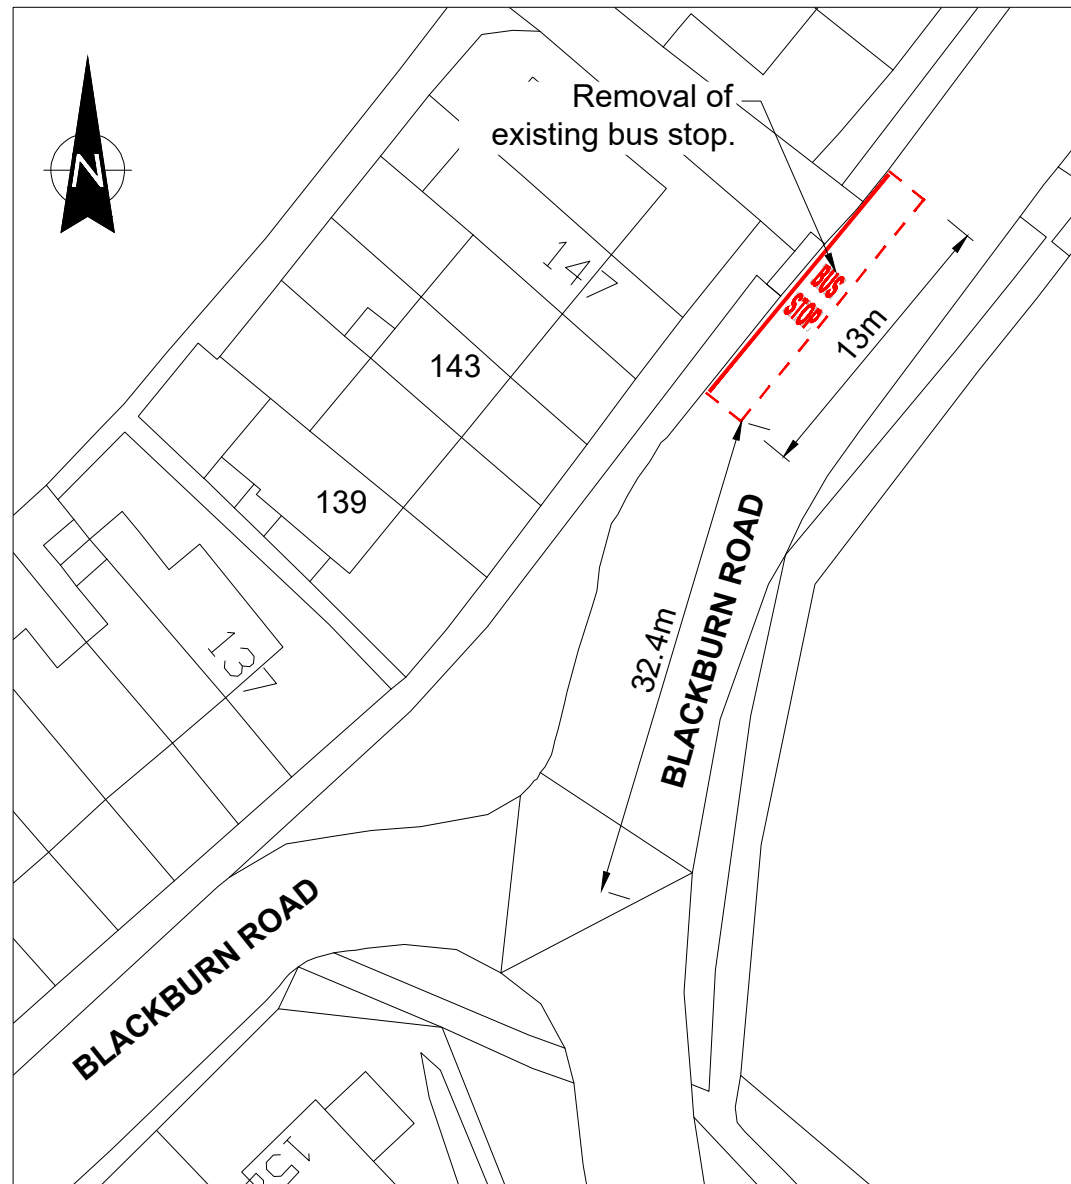 N
Removal of
existing bus stop.
147
BUS
STOP
13m
143
139
32.4m
BLACKBURN ROAD
137
BLACKBURN ROAD